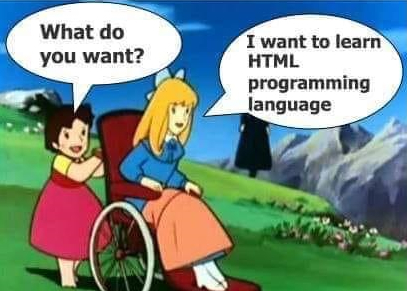 What do
you want?
I want to learn
HTML
programming
language